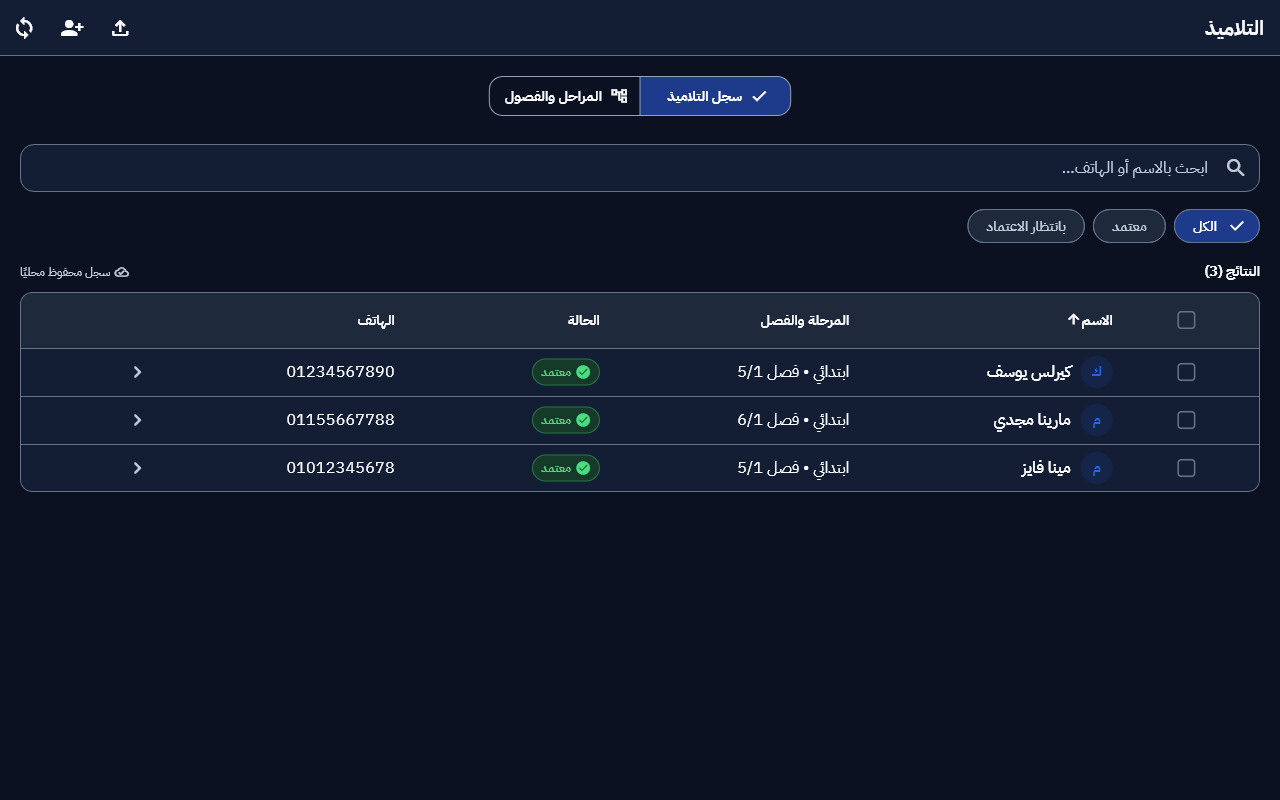 التلاميذ
سجل التلاميذ
المراحل والفصول
ابحث بالاسم أو الهاتف...
الكل
معتمد
بانتظار الاعتماد
النتائج (3)
سجل محفوظ محليًا
الاسم المرحلة والفصل الحالة الهاتف
ك كيرلس يوسف ابتدائي • فصل 5/1 معتمد 01234567890
م مارينا مجدي ابتدائي • فصل 6/1 معتمد 01155667788
م مينا فايز ابتدائي • فصل 5/1 معتمد 01012345678